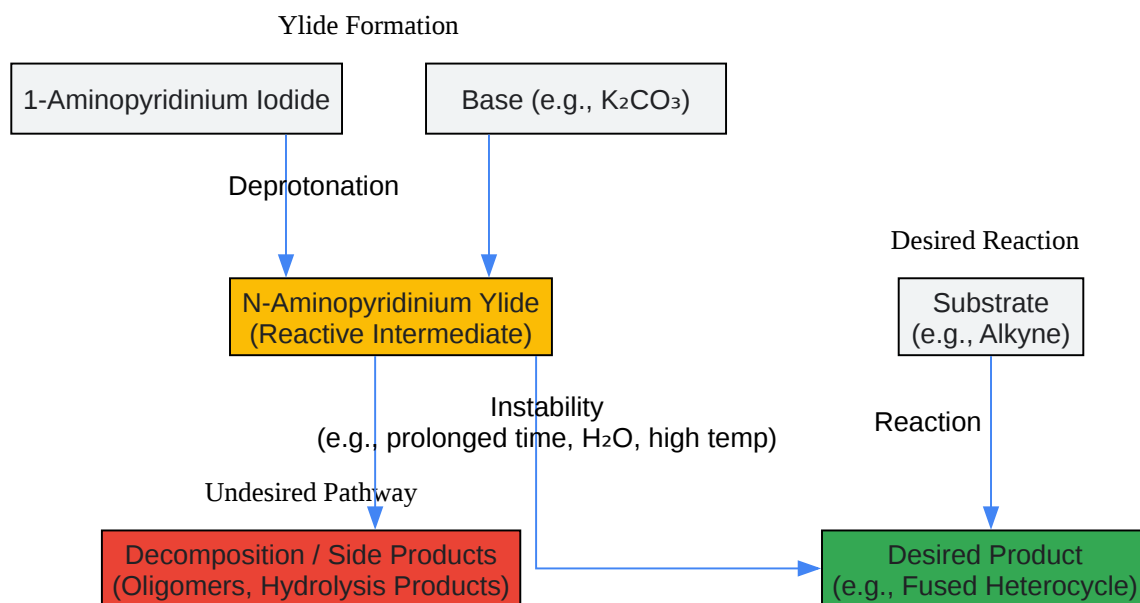 Ylide Formation
1-Aminopyridinium Iodide
Base (e.g., K₂CO₃)
Deprotonation
Desired Reaction
N-Aminopyridinium Ylide
(Reactive Intermediate)
Substrate
(e.g., Alkyne)
Instability
(e.g., prolonged time, H₂O, high temp)
Reaction
Undesired Pathway
Decomposition / Side Products
(Oligomers, Hydrolysis Products)
Desired Product
(e.g., Fused Heterocycle)